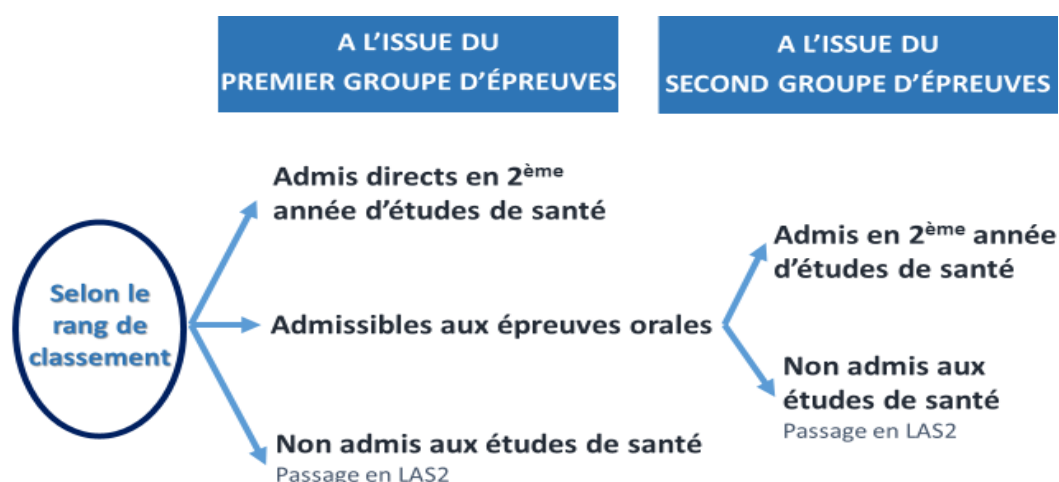 A L’ISSUE DU
PREMIER GROUPE D’ÉPREUVES
A L’ISSUE DU
SECOND GROUPE D’ÉPREUVES
Selon le
rang de
classement
Admis directs en 2ème
année d’études de santé
Admissibles aux épreuves orales
Non admis aux études de santé
Passage en LAS2
Admis en 2ème année
d’études de santé
Non admis aux
études de santé
Passage en LAS2